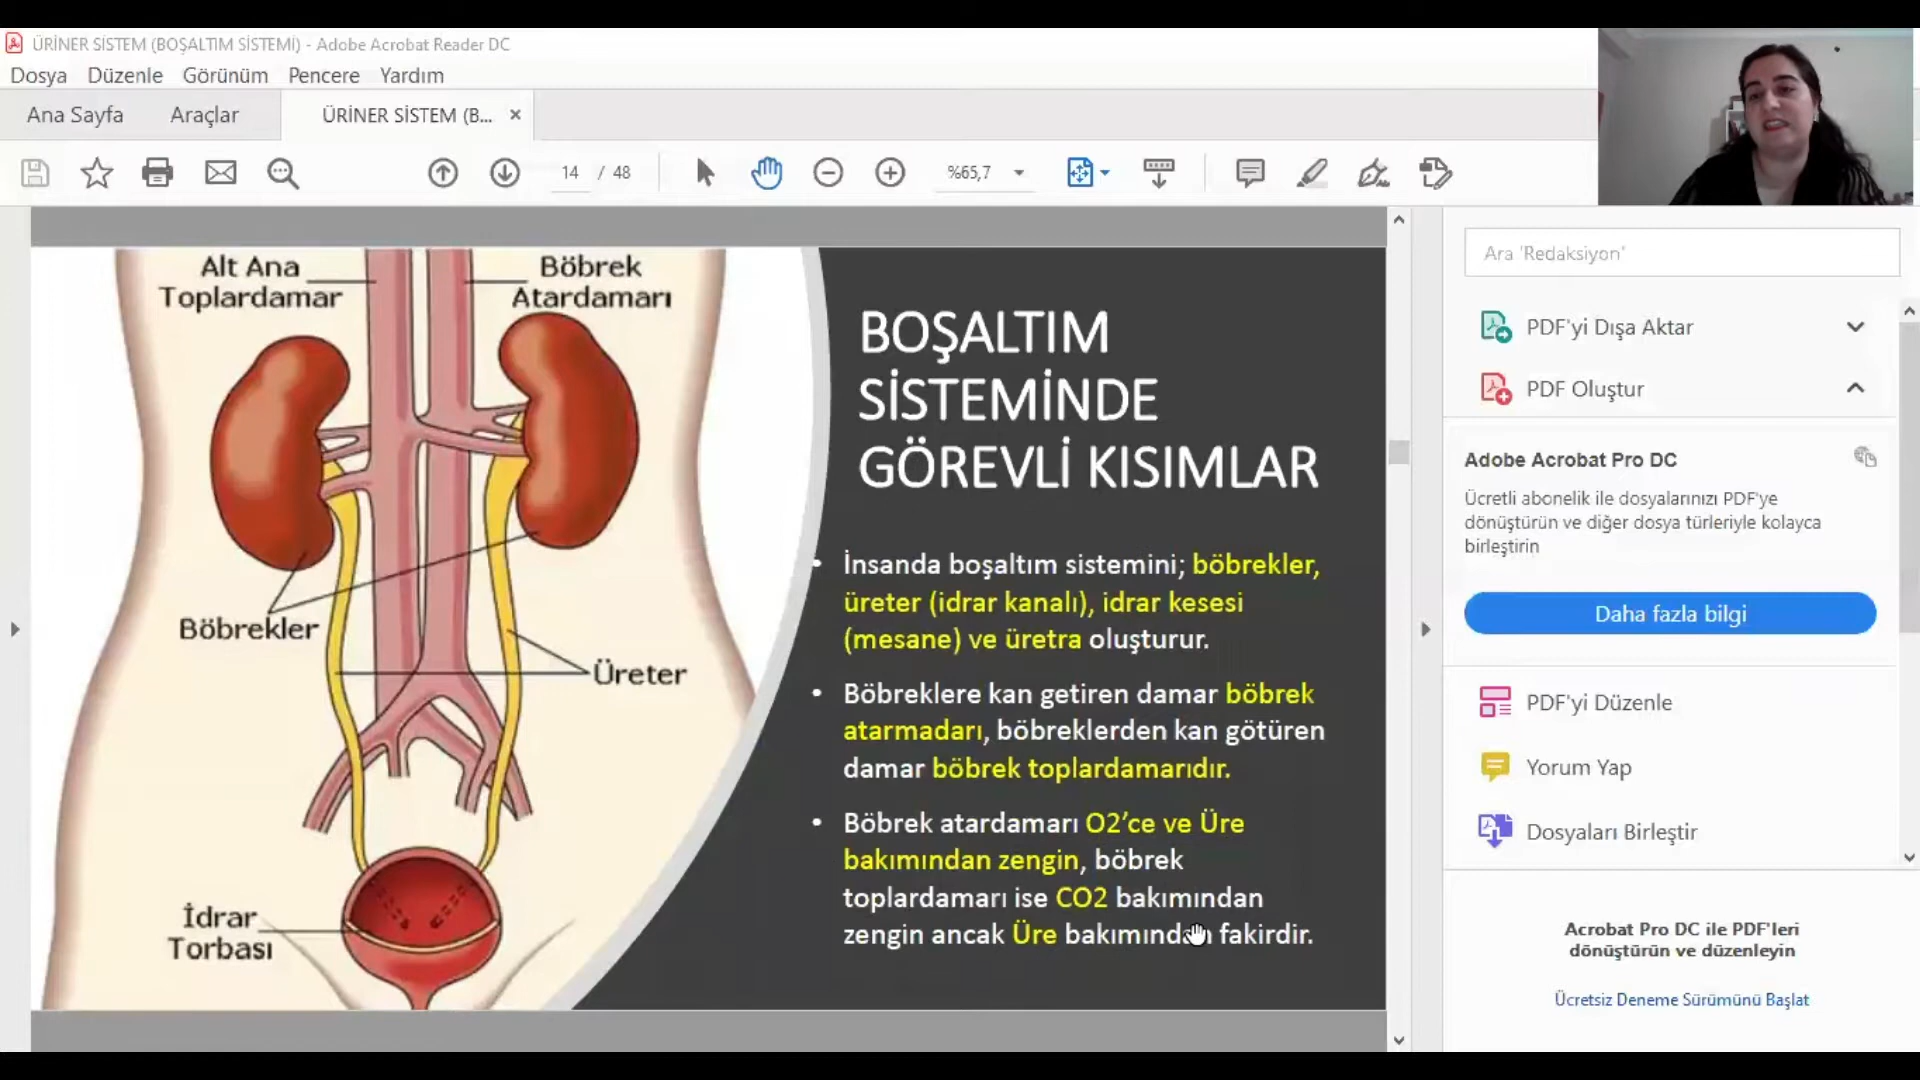 ÜRİNER SİSTEM (BOŞALTIM SİSTEMİ) - Adobe Acrobat Reader DC
Dosya Düzenle Görünüm Pencere Yardım
Ana Sayfa Araçlar ÜRİNER SİSTEM (B... ×
14 / 48 %65,7
Alt Ana
Toplardamar
Böbrek
Atardamarı
Böbrekler
Üreter
İdrar
Torbası
BOŞALTIM
SİSTEMİNDE
GÖREVLİ KISIMLAR
• İnsanda boşaltım sistemini; böbrekler,
üreter (idrar kanalı), idrar kesesi
(mesane) ve üretra oluşturur.
• Böbreklere kan getiren damar böbrek
atarmadarı, böbreklerden kan götüren
damar böbrek toplardamarıdır.
• Böbrek atardamarı O2’ce ve Üre
bakımından zengin, böbrek
toplardamarı ise CO2 bakımından
zengin ancak Üre bakımından fakirdir.
Ara 'Redaksiyon'
PDF'yi Dışa Aktar
PDF Oluştur
Adobe Acrobat Pro DC
Ücretli abonelik ile dosyalarınızı PDF'ye
dönüştürün ve diğer dosya türleriyle kolayca
birleştirin
Daha fazla bilgi
PDF'yi Düzenle
Yorum Yap
Dosyaları Birleştir
Acrobat Pro DC ile PDF'leri
dönüştürün ve düzenleyin
Ücretsiz Deneme Sürümünü Başlat